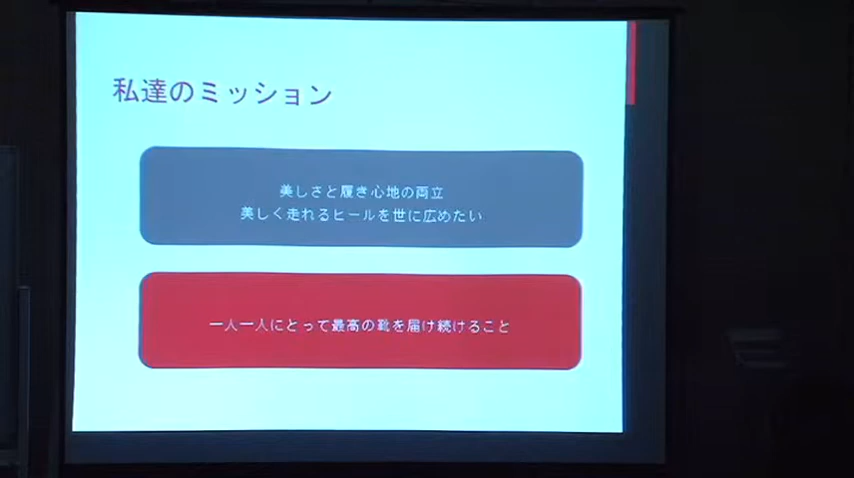 私達のミッション
美しさと履き心地の両立
美しく走れるヒールを世に広めたい
一人一人にとって最高の靴を届け続けること